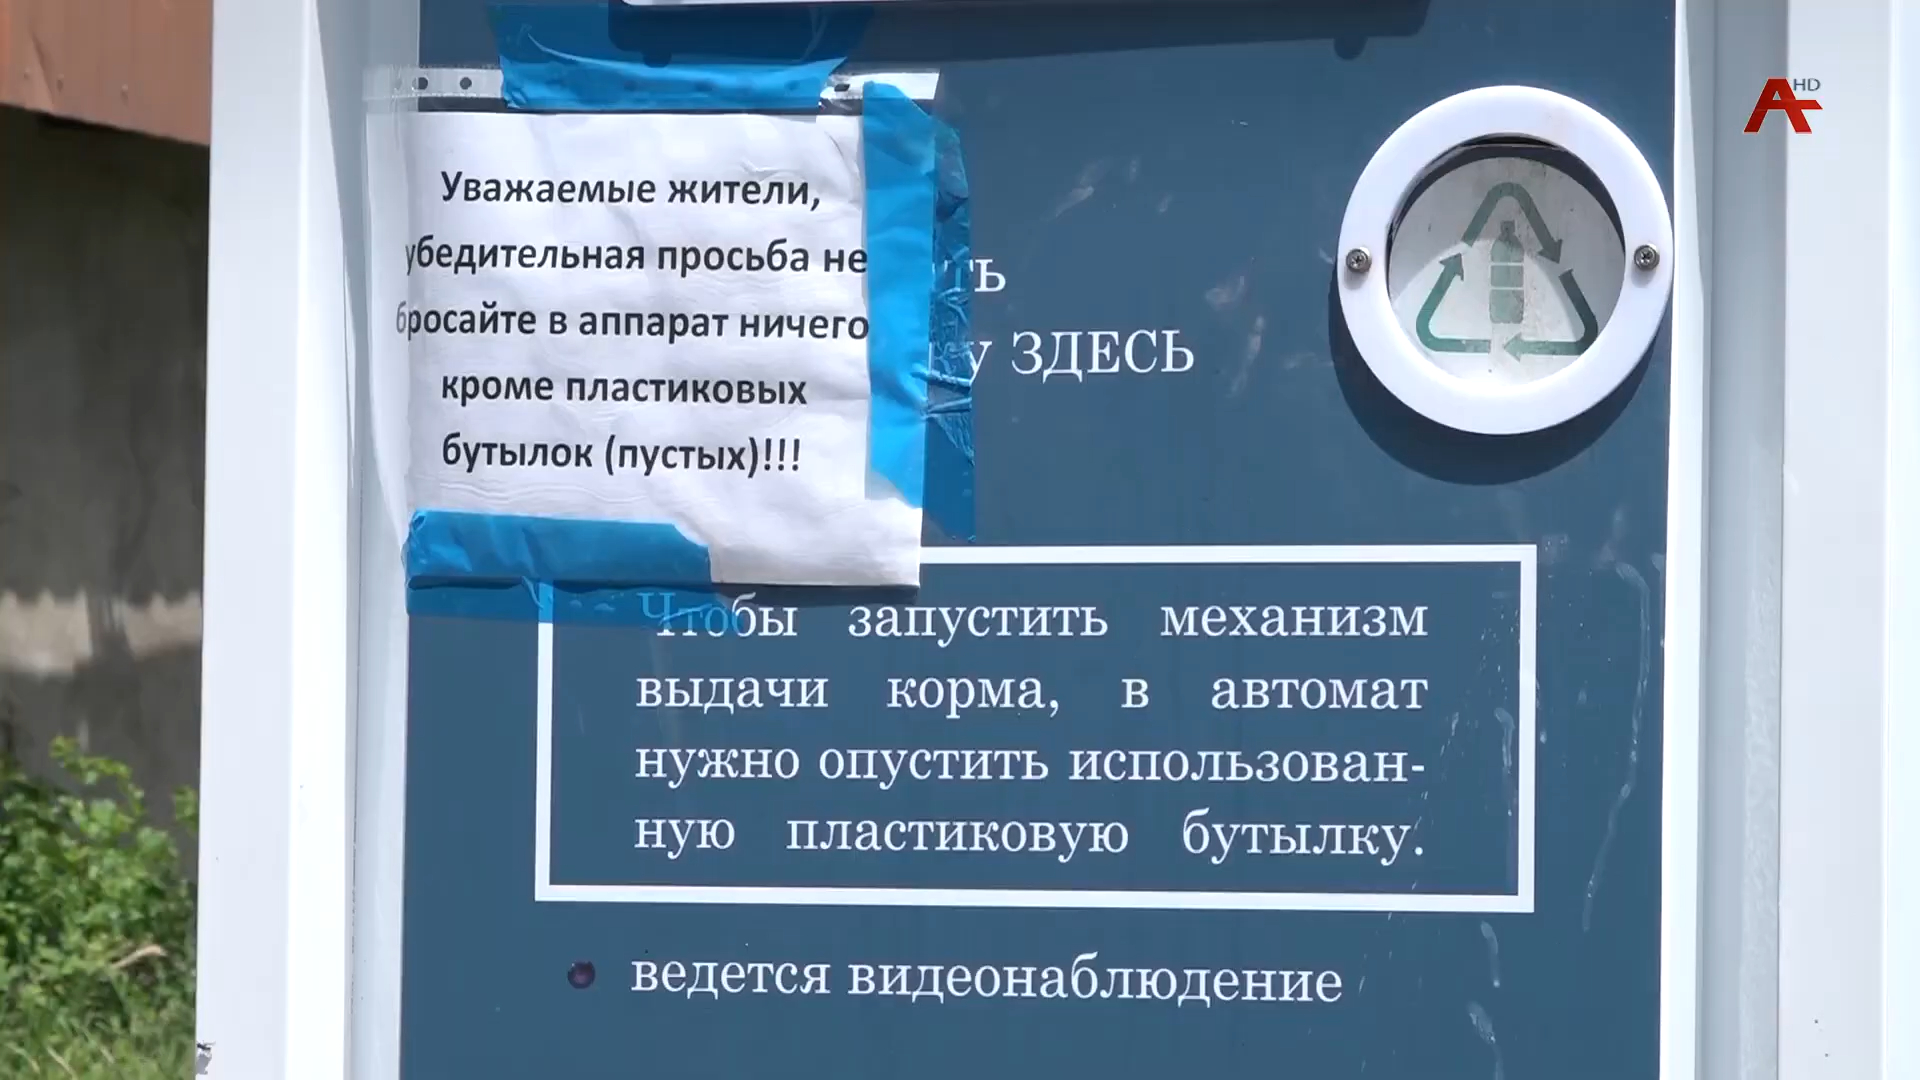 HD
Уважаемые жители,
убедительная просьба не
бросайте в аппарат ничего
кроме пластиковых
бутылок (пустых)!!!
ЗДЕСЬ
Чтобы запустить механизм
выдачи корма, в автомат
нужно опустить использован-
ную пластиковую бутылку.
ведется видеонаблюдение